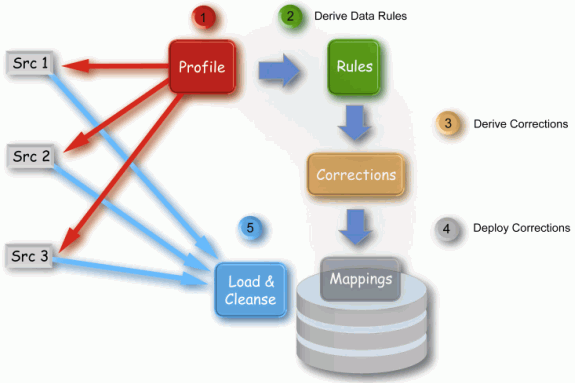 1
2 Derive Data Rules
Src 1
Profile
Rules
3 Derive Corrections
Src 2
Corrections
5
4 Deploy Corrections
Src 3
Load &
Cleanse
Mappings